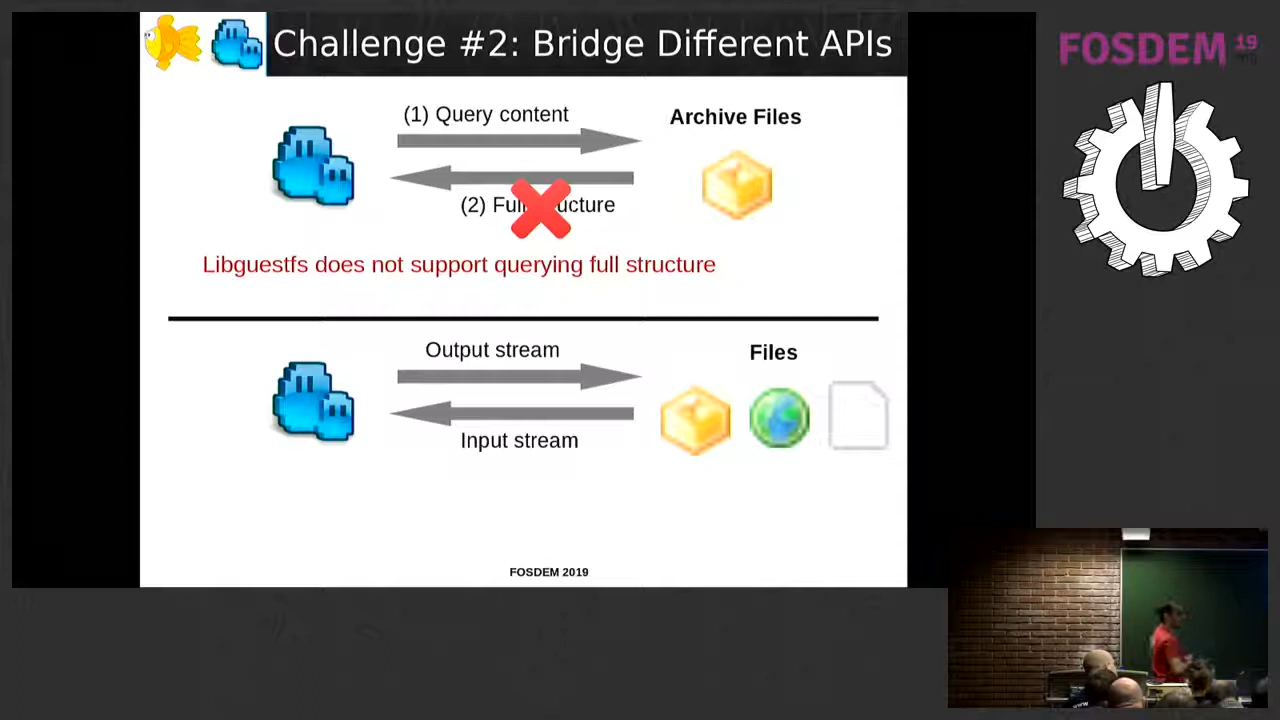 Challenge #2: Bridge Different APIs
FOSDEM 19
(1) Query content
Archive Files
(2)
Libguestfs does not support querying full structure
Output stream
Files
Input stream
FOSDEM 2019